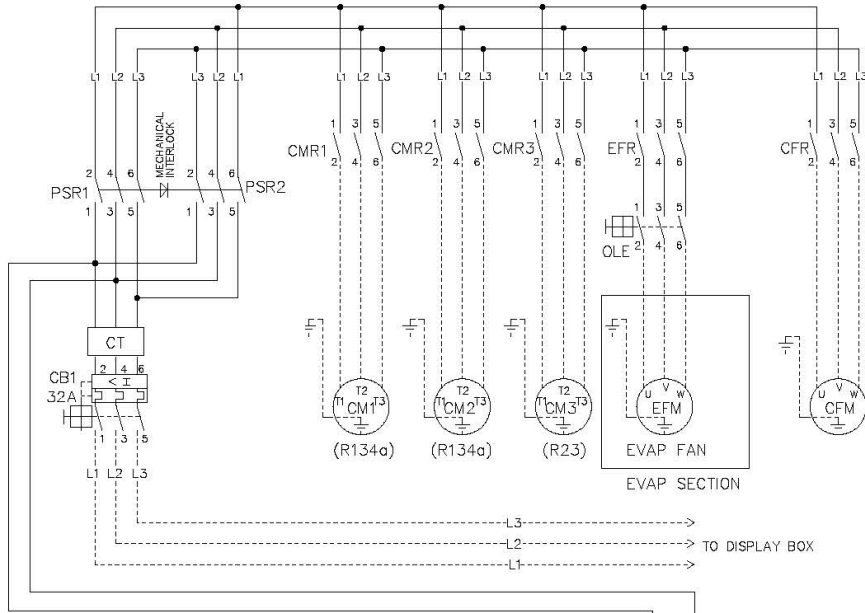 L1 L2 L3 L3 L2 L1 L1 L2 L3 L1 L2 L3 L1 L2 L3 L1 L2 L3 L1 L2 L3
MECHANICAL
INTERLOCK
1 3 5 1 3 5 1 3 5 1 3 5 1 3 5
CMR1 CMR2 CMR3 EFR CFR
2 4 6 2 4 6 2 4 6 2 4 6 2 4 6
2 4 6 2 4 6
PSR1 PSR2
1 3 5 1 3 5
1 3 5
OLE
2 4 6
CT
2 4 6
CB1
< I
32A
1 3 5
L1 L2 L3
T1 T2 T3 T1 T2 T3 T1 T2 T3 U V W U V W
CM1 CM2 CM3 EFM CFM
(R134a) (R134a) (R23) EVAP FAN
EVAP SECTION
L3
L2 TO DISPLAY BOX
L1